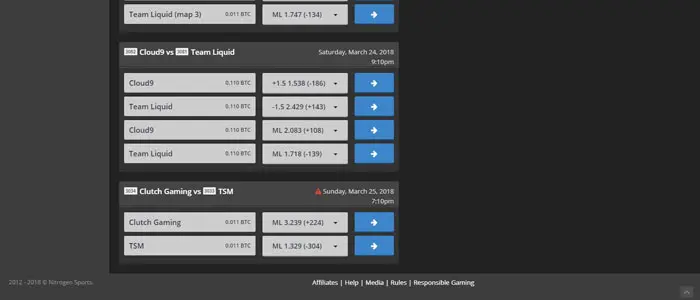 Team Liquid (map 3) 0.011 BTC ML 1.747 (-134)
3082 Cloud9 vs 3081 Team Liquid Saturday, March 24, 2018
9:10pm
Cloud9 0.110 BTC +1.5 1.538 (-186)
Team Liquid 0.110 BTC -1.5 2.429 (+143)
Cloud9 0.110 BTC ML 2.083 (+108)
Team Liquid 0.110 BTC ML 1.718 (-139)
3034 Clutch Gaming vs 3033 TSM Sunday, March 25, 2018
7:10pm
Clutch Gaming 0.011 BTC ML 3.239 (+224)
TSM 0.011 BTC ML 1.329 (-304)
2012 - 2018 © Nitrogen Sports. Affiliates | Help | Media | Rules | Responsible Gaming